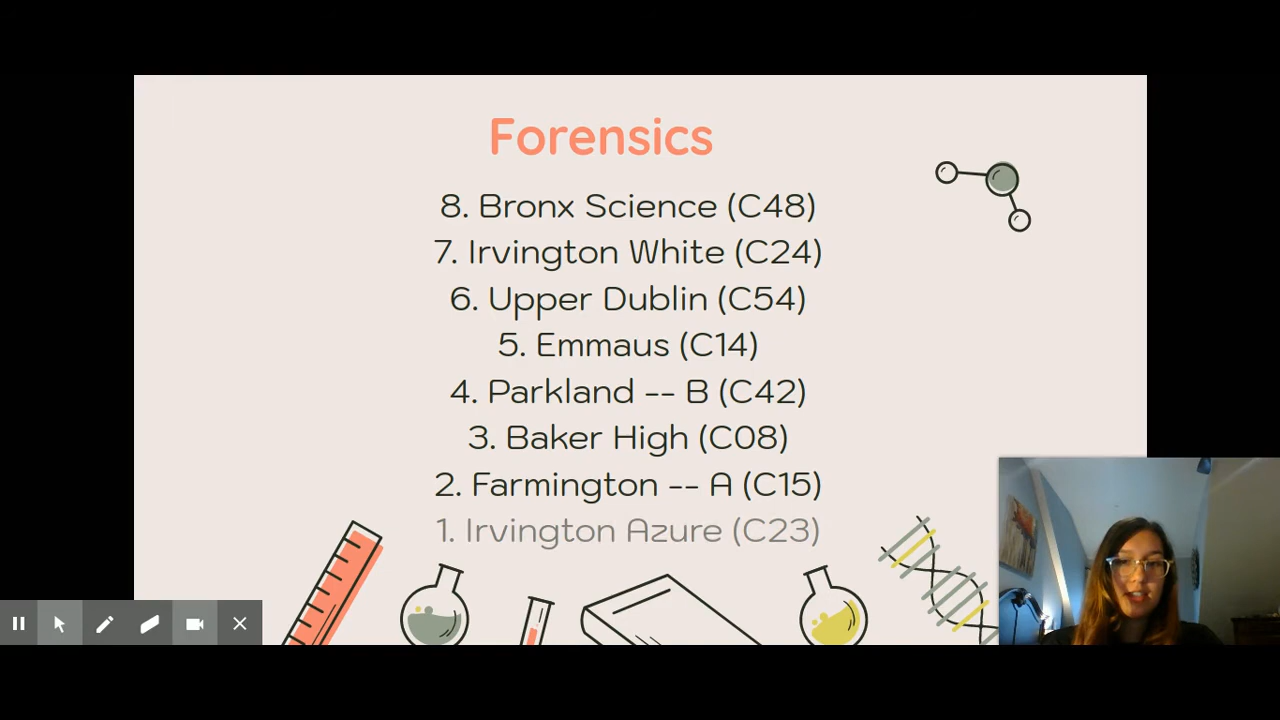 Forensics
8. Bronx Science (C48)
7. Irvington White (C24)
6. Upper Dublin (C54)
5. Emmaus (C14)
4. Parkland -- B (C42)
3. Baker High (C08)
2. Farmington -- A (C15)
1. Irvington Azure (C23)